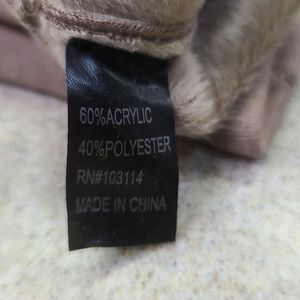 60%ACRYLIC
40%POLYESTER
RN#103114
MADE IN CHINA